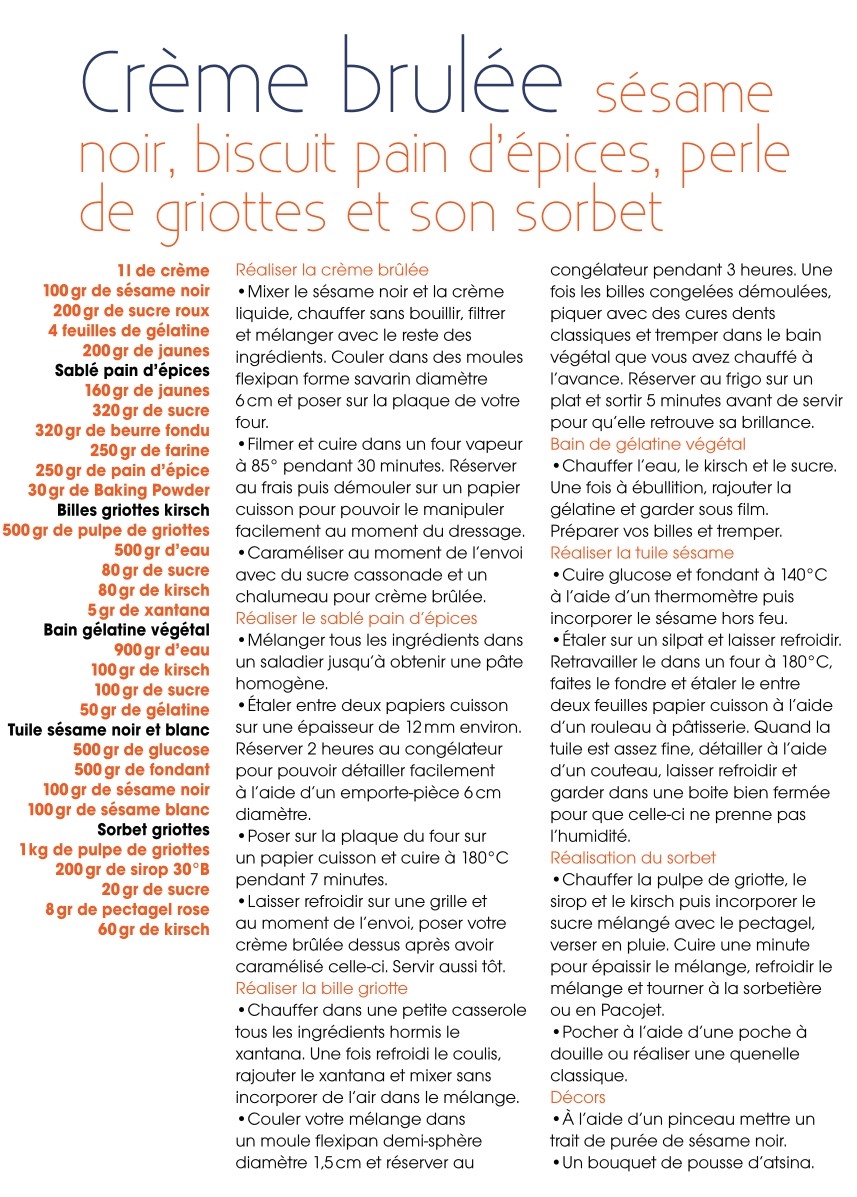 Crème brulée sésame
noir, biscuit pain d'épices, perle
de griottes et son sorbet
1 l de crème
100 gr de sésame noir
200 gr de sucre roux
4 feuilles de gélatine
200 gr de jaunes
Sablé pain d'épices
160 gr de jaunes
320 gr de sucre
320 gr de beurre fondu
250 gr de farine
250 gr de pain d'épice
30 gr de Baking Powder
Billes griottes kirsch
500 gr de pulpe de griottes
500 gr d'eau
80 gr de sucre
80 gr de kirsch
5 gr de xantana
Bain gélatine végétal
900 gr d'eau
100 gr de kirsch
100 gr de sucre
50 gr de gélatine
Tuile sésame noir et blanc
500 gr de glucose
500 gr de fondant
100 gr de sésame noir
100 gr de sésame blanc
Sorbet griottes
1 kg de pulpe de griottes
200 gr de sirop 30°B
20 gr de sucre
8 gr de pectagel rose
60 gr de kirsch
Réaliser la crème brûlée
• Mixer le sésame noir et la crème
liquide, chauffer sans bouillir, filtrer
et mélanger avec le reste des
ingrédients. Couler dans des moules
flexipan forme savarin diamètre
6 cm et poser sur la plaque de votre
four.
• Filmer et cuire dans un four vapeur
à 85° pendant 30 minutes. Réserver
au frais puis démouler sur un papier
cuisson pour pouvoir le manipuler
facilement au moment du dressage.
• Caraméliser au moment de l'envoi
avec du sucre cassonade et un
chalumeau pour crème brûlée.
Réaliser le sablé pain d'épices
• Mélanger tous les ingrédients dans
un saladier jusqu'à obtenir une pâte
homogène.
• Étaler entre deux papiers cuisson
sur une épaisseur de 12 mm environ.
Réserver 2 heures au congélateur
pour pouvoir détailler facilement
à l'aide d'un emporte-pièce 6 cm
diamètre.
• Poser sur la plaque du four sur
un papier cuisson et cuire à 180°C
pendant 7 minutes.
• Laisser refroidir sur une grille et
au moment de l'envoi, poser votre
crème brûlée dessus après avoir
caramélisé celle-ci. Servir aussi tôt.
Réaliser la bille griotte
• Chauffer dans une petite casserole
tous les ingrédients hormis le
xantana. Une fois refroidi le coulis,
rajouter le xantana et mixer sans
incorporer de l'air dans le mélange.
• Couler votre mélange dans
un moule flexipan demi-sphère
diamètre 1,5 cm et réserver au
congélateur pendant 3 heures. Une
fois les billes congelées démoulées,
piquer avec des cures dents
classiques et tremper dans le bain
végétal que vous avez chauffé à
l'avance. Réserver au frigo sur un
plat et sortir 5 minutes avant de servir
pour qu'elle retrouve sa brillance.
Bain de gélatine végétal
• Chauffer l'eau, le kirsch et le sucre.
Une fois à ébullition, rajouter la
gélatine et garder sous film.
Préparer vos billes et tremper.
Réaliser la tuile sésame
• Cuire glucose et fondant à 140°C
à l'aide d'un thermomètre puis
incorporer le sésame hors feu.
• Étaler sur un silpat et laisser refroidir.
Retravailler le dans un four à 180°C,
faites le fondre et étaler le entre
deux feuilles papier cuisson à l'aide
d'un rouleau à pâtisserie. Quand la
tuile est assez fine, détailler à l'aide
d'un couteau, laisser refroidir et
garder dans une boite bien fermée
pour que celle-ci ne prenne pas
l'humidité.
Réalisation du sorbet
• Chauffer la pulpe de griotte, le
sirop et le kirsch puis incorporer le
sucre mélangé avec le pectagel,
verser en pluie. Cuire une minute
pour épaissir le mélange, refroidir le
mélange et tourner à la sorbetière
ou en Pacojet.
• Pocher à l'aide d'une poche à
douille ou réaliser une quenelle
classique.
Décors
• À l'aide d'un pinceau mettre un
trait de purée de sésame noir.
• Un bouquet de pousse d'atsina.